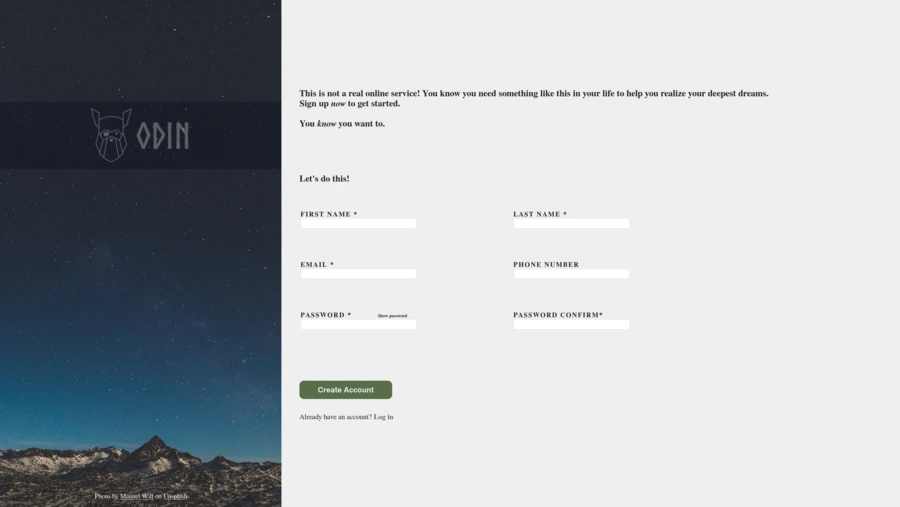 ODIN
Photo by Manuel Will on Unsplash
This is not a real online service! You know you need something like this in your life to help you realize your deepest dreams.
Sign up now to get started.
You know you want to.
Let's do this!
FIRST NAME *
LAST NAME *
EMAIL *
PHONE NUMBER
PASSWORD *
Show password
PASSWORD CONFIRM*
Create Account
Already have an account? Log in